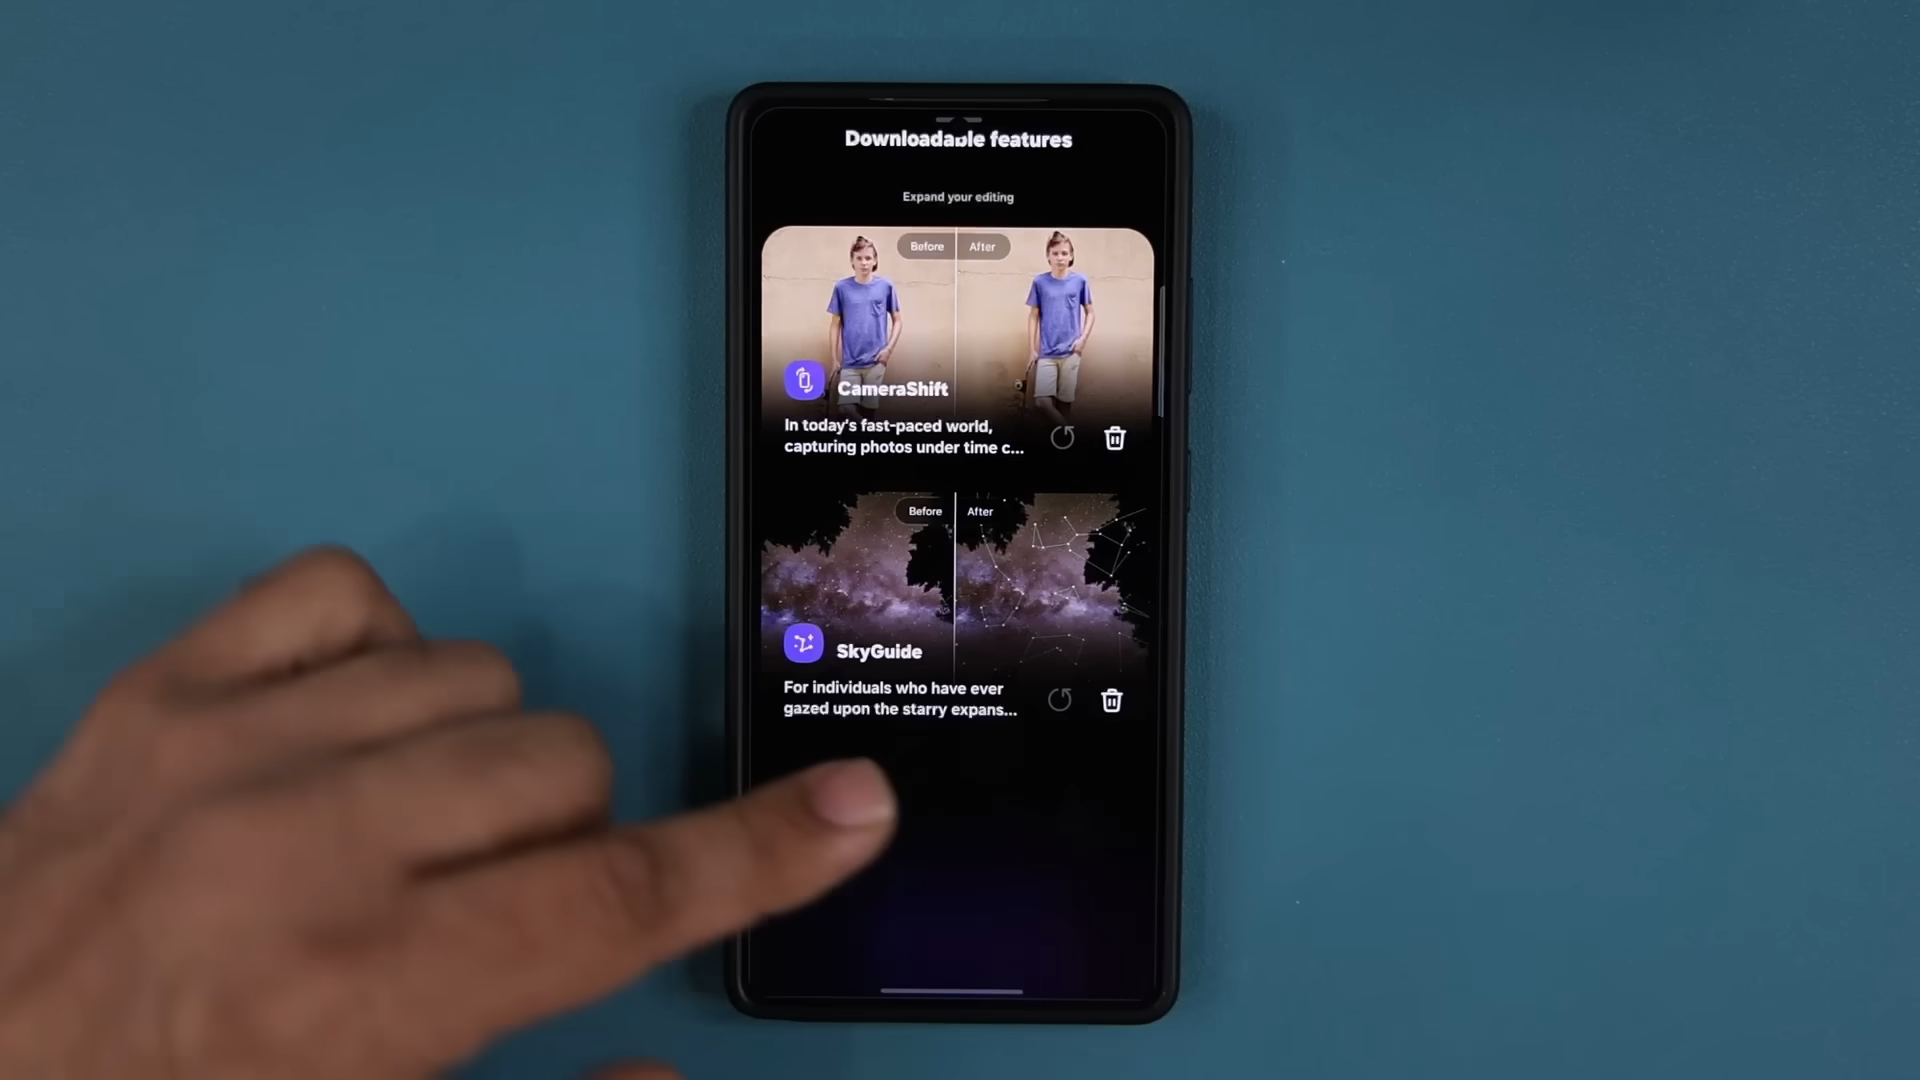 Downloadable features
Expand your editing
Before
After
CameraShift
In today's fast-paced world,
capturing photos under time c...
Before
After
SkyGuide
For individuals who have ever
gazed upon the starry expans...